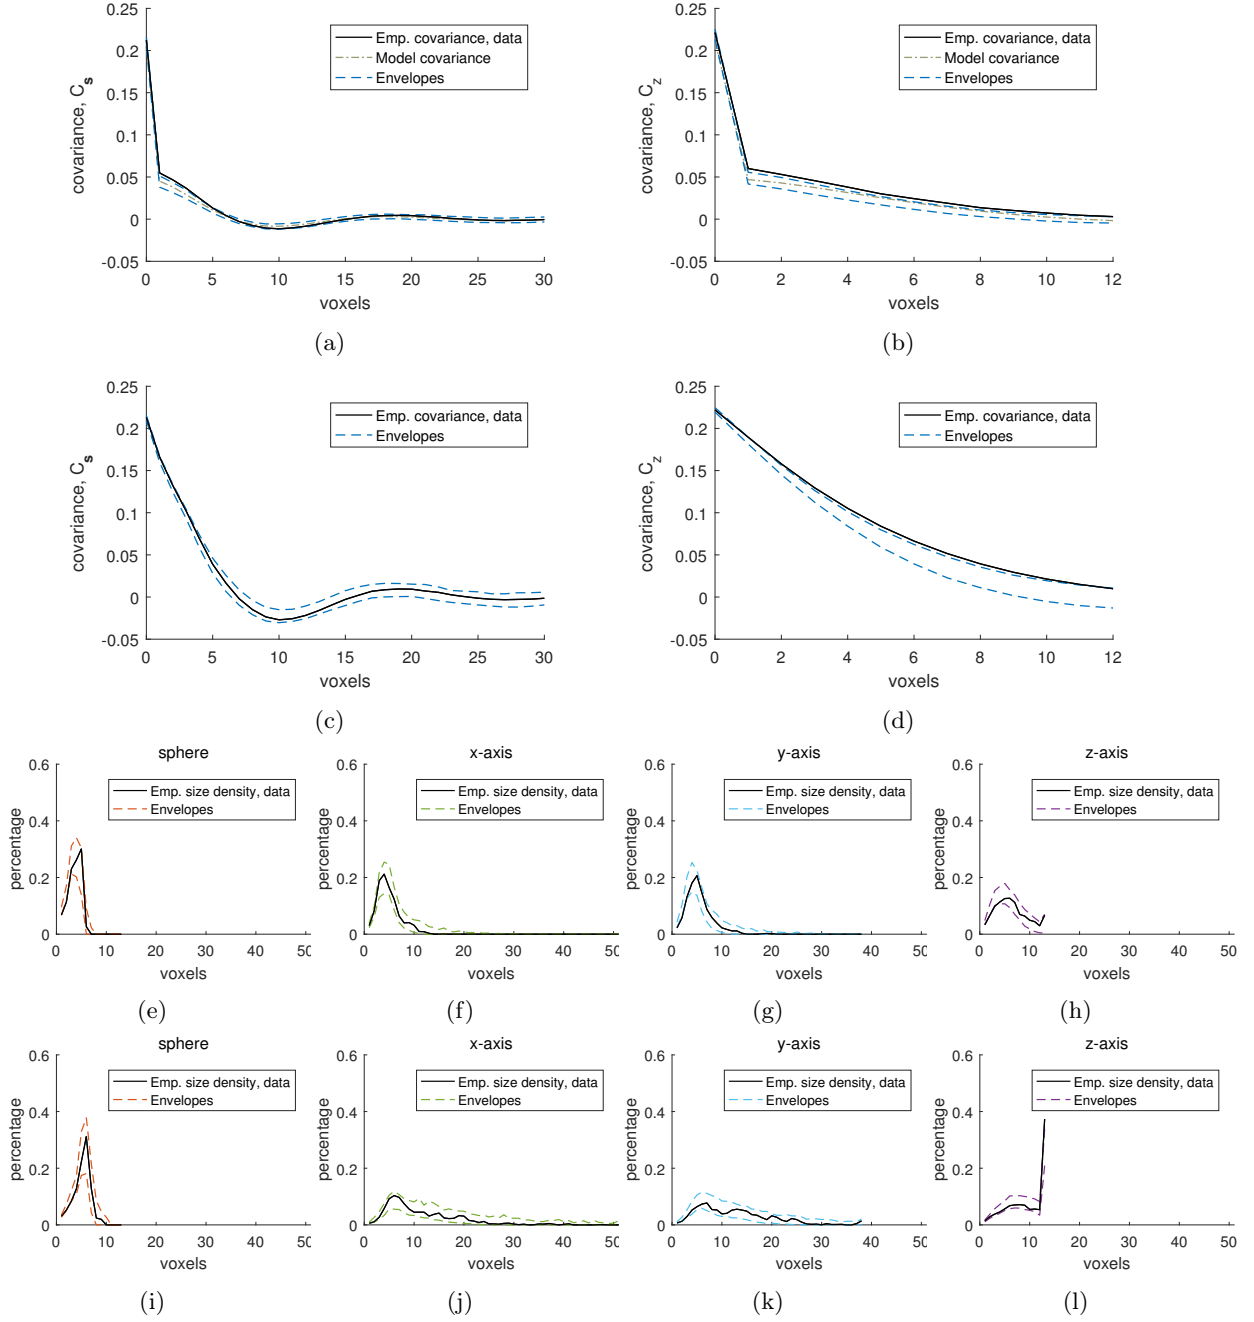 0.25
0.2
0.15
0.1
0.05
0
-0.05
covariance, C_s
Emp. covariance, data
Model covariance
Envelopes
0 5 10 15 20 25 30
voxels
(a)
0.25
0.2
0.15
0.1
0.05
0
-0.05
covariance, C_z
Emp. covariance, data
Model covariance
Envelopes
0 2 4 6 8 10 12
voxels
(b)
0.25
0.2
0.15
0.1
0.05
0
-0.05
covariance, C_s
Emp. covariance, data
Envelopes
0 5 10 15 20 25 30
voxels
(c)
0.25
0.2
0.15
0.1
0.05
0
-0.05
covariance, C_z
Emp. covariance, data
Envelopes
0 2 4 6 8 10 12
voxels
(d)
sphere
0.6
0.4
0.2
0
percentage
Emp. size density, data
Envelopes
0 10 20 30 40 50
voxels
(e)
x-axis
0.6
0.4
0.2
0
percentage
Emp. size density, data
Envelopes
0 10 20 30 40 50
voxels
(f)
y-axis
0.6
0.4
0.2
0
percentage
Emp. size density, data
Envelopes
0 10 20 30 40 50
voxels
(g)
z-axis
0.6
0.4
0.2
0
percentage
Emp. size density, data
Envelopes
0 10 20 30 40 50
voxels
(h)
sphere
0.6
0.4
0.2
0
percentage
Emp. size density, data
Envelopes
0 10 20 30 40 50
voxels
(i)
x-axis
0.6
0.4
0.2
0
percentage
Emp. size density, data
Envelopes
0 10 20 30 40 50
voxels
(j)
y-axis
0.6
0.4
0.2
0
percentage
Emp. size density, data
Envelopes
0 10 20 30 40 50
voxels
(k)
z-axis
0.6
0.4
0.2
0
percentage
Emp. size density, data
Envelopes
0 10 20 30 40 50
voxels
(l)